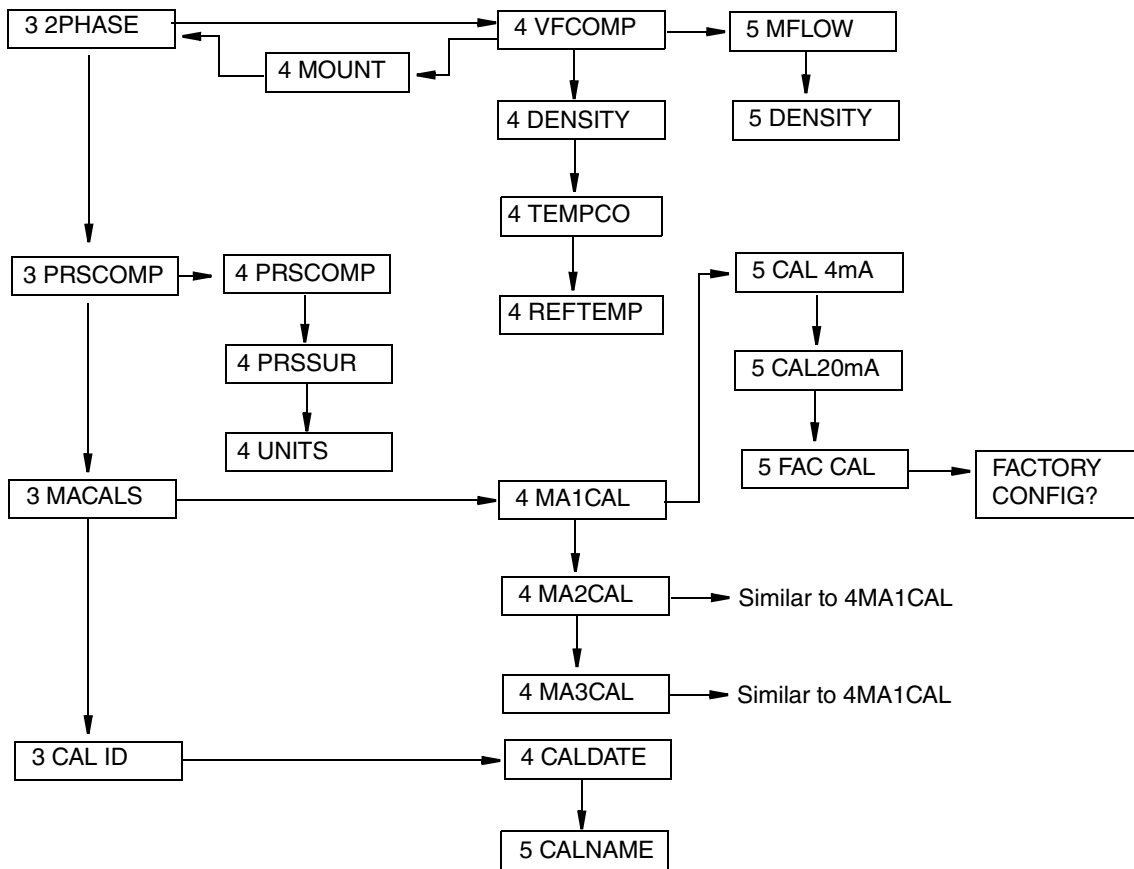 3 2PHASE
4 VFCOMP
5 MFLOW
4 MOUNT
4 DENSITY
5 DENSITY
4 TEMPCO
3 PRSCOMP
4 PRSCOMP
5 CAL 4mA
4 REFTEMP
4 PRSSUR
5 CAL20mA
4 UNITS
5 FAC CAL
FACTORY
CONFIG?
3 MACALS
4 MA1CAL
4 MA2CAL
Similar to 4MA1CAL
4 MA3CAL
Similar to 4MA1CAL
3 CAL ID
4 CALDATE
5 CALNAME